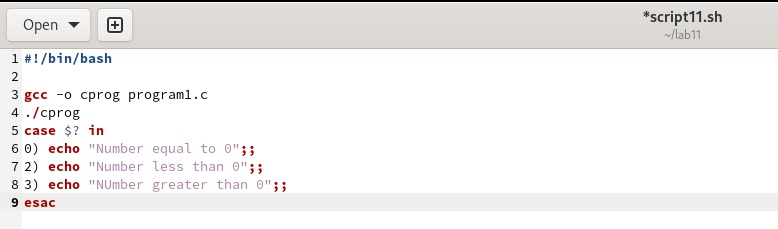 Open
*script11.sh
~/lab11
1 #!/bin/bash
2
3 gcc -o cprog program1.c
4 ./cprog
5 case $? in
6 0) echo "Number equal to 0";;
7 2) echo "Number less than 0";;
8 3) echo "NUmber greater than 0";;
9 esac